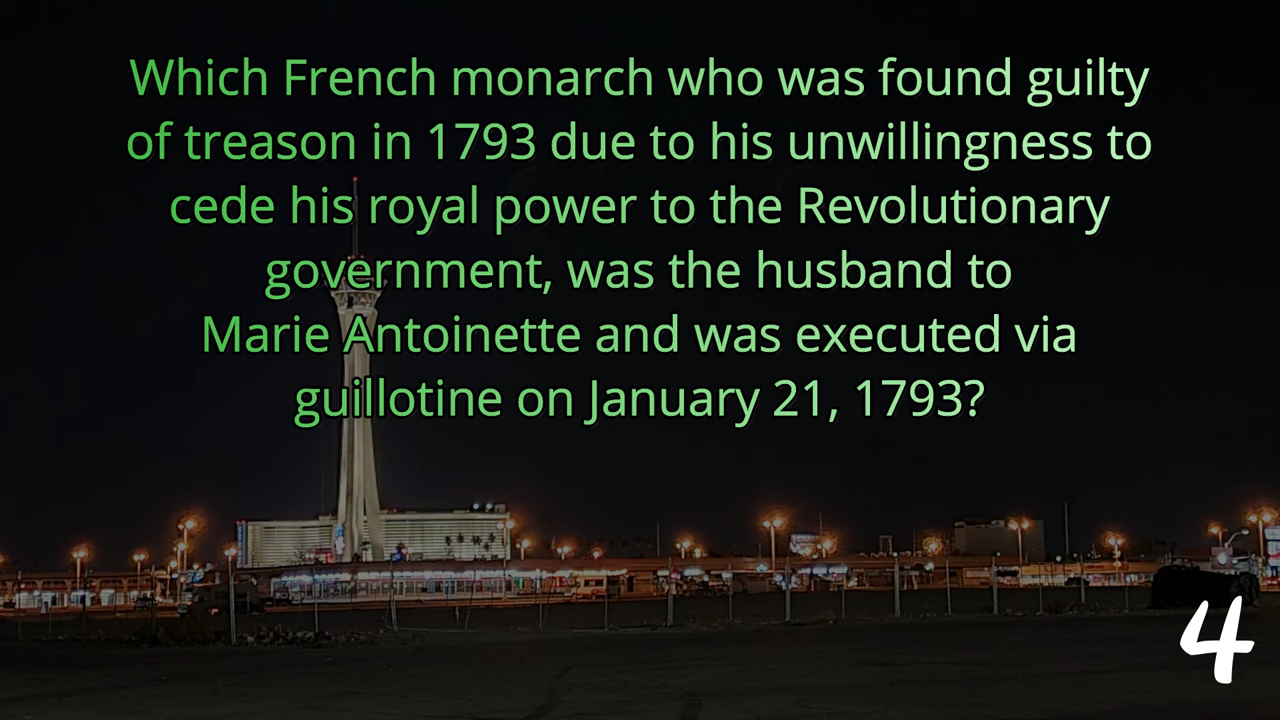 Which French monarch who was found guilty
of treason in 1793 due to his unwillingness to
cede his royal power to the Revolutionary
government, was the husband to
Marie Antoinette and was executed via
guillotine on January 21, 1793?
4